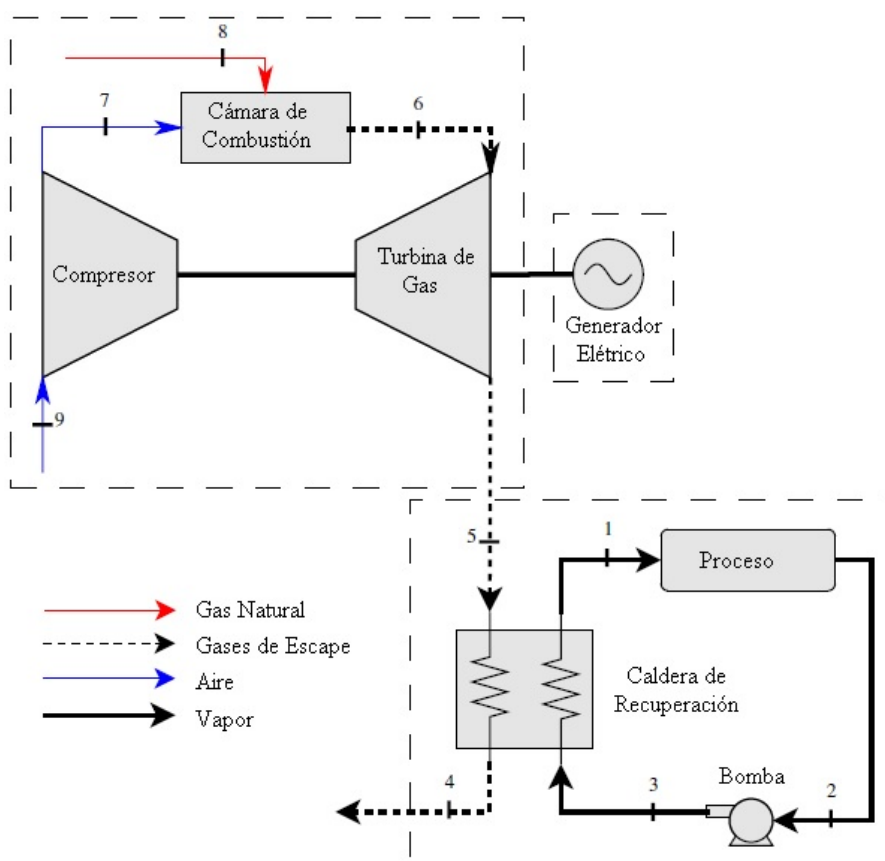 8
7
Cámara de
Combustión
6
Compresor
Turbina de
Gas
Generador
Elétrico
9
5
1
Proceso
Gas Natural
Gases de Escape
Aire
Vapor
Caldera de
Recuperación
4
3
Bomba
2